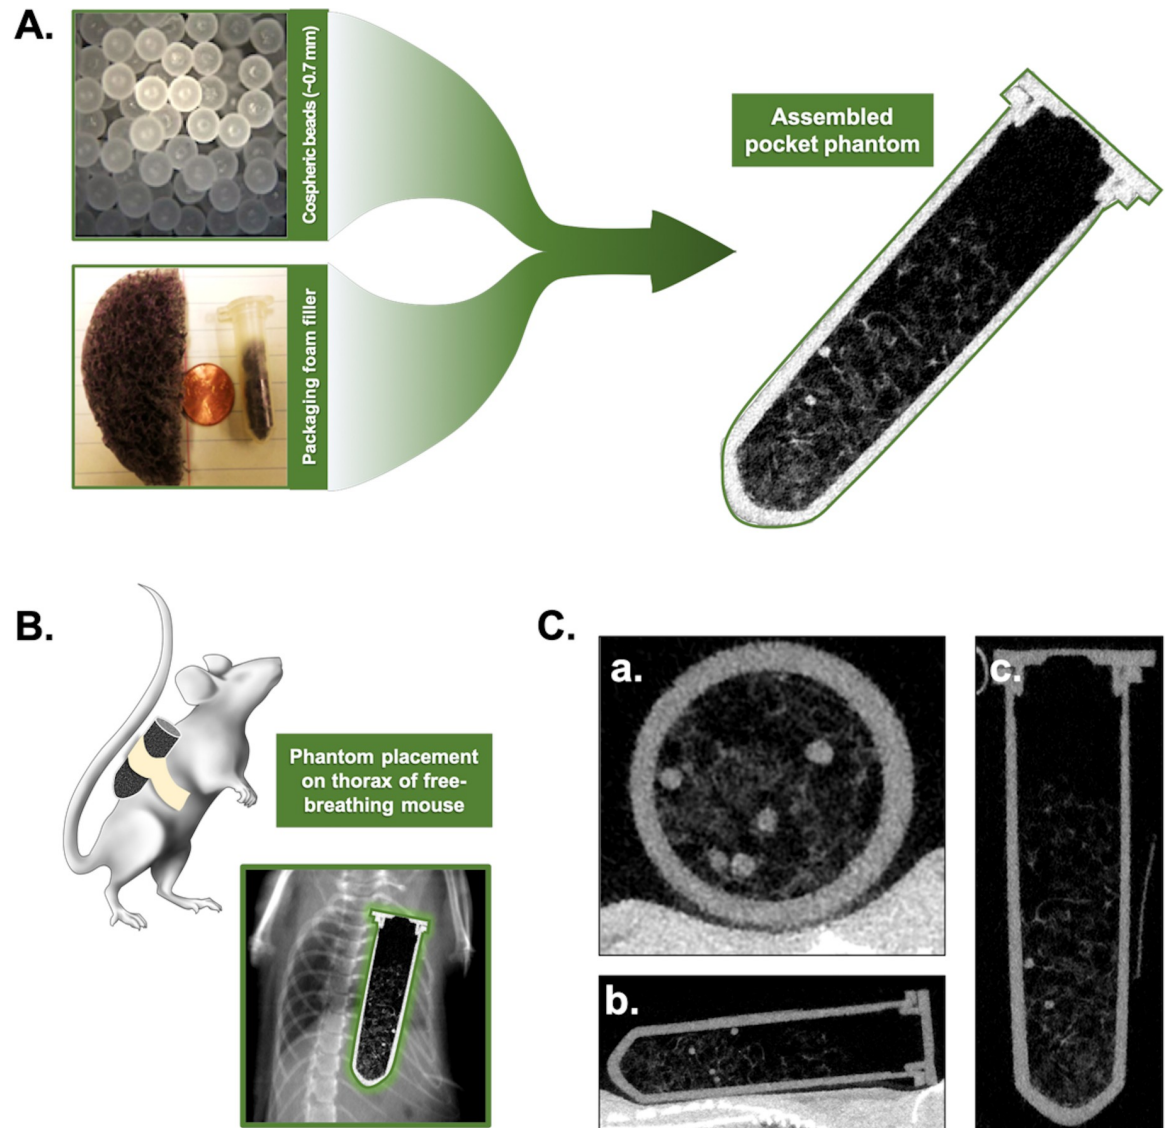 A.
Cospheric beads (~0.7 mm)
Packaging foam filler
Assembled
pocket phantom
B.
Phantom placement
on thorax of free-
breathing mouse
C.
a.
b.
c.